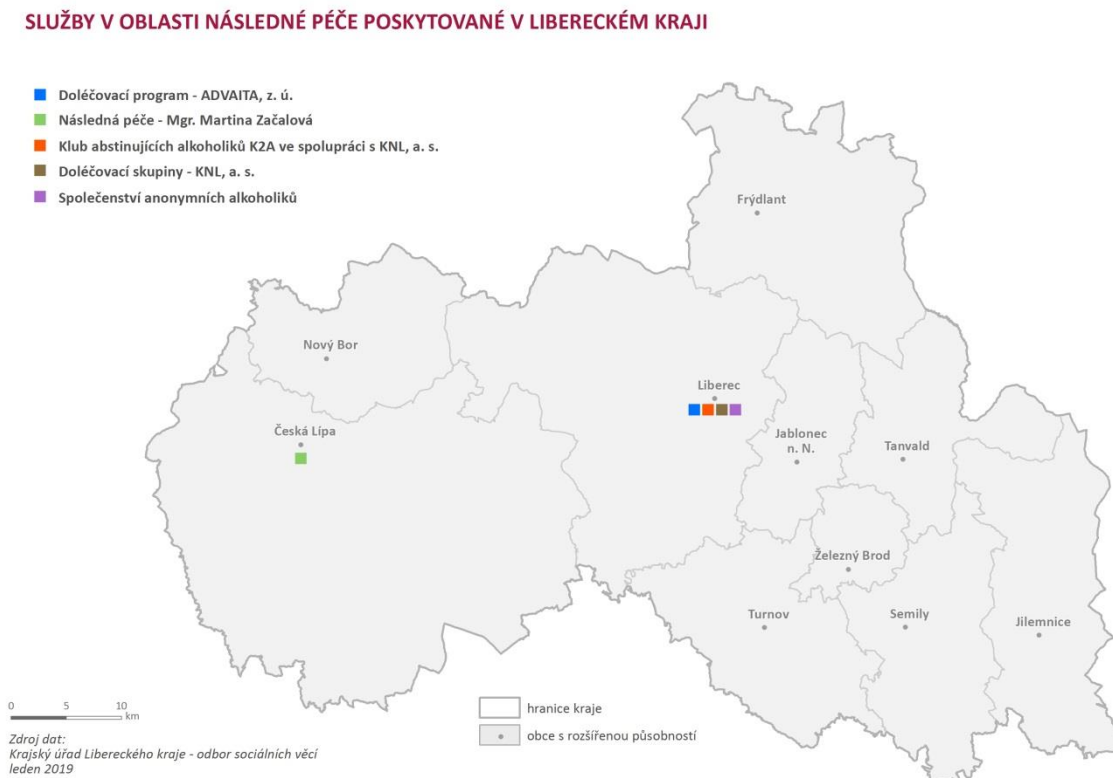 SLUŽBY V OBLASTI NÁSLEDNÉ PÉČE POSKYTOVANÉ V LIBERECKÉM KRAJI
Doléčovací program - ADVAITA, z. ú.
Následná péče - Mgr. Martina Začalová
Klub abstinujících alkoholiků K2A ve spolupráci s KNL, a. s.
Doléčovací skupiny - KNL, a. s.
Společenství anonymních alkoholiků
Frýdlant
Nový Bor
Liberec
Česká Lípa
Jablonec
n. N.
Tanvald
Železný Brod
Turnov
Semily
Jilemnice
0 5 10
km
hranice kraje
obce s rozšířenou působností
Zdroj dat:
Krajský úřad Libereckého kraje - odbor sociálních věcí
leden 2019